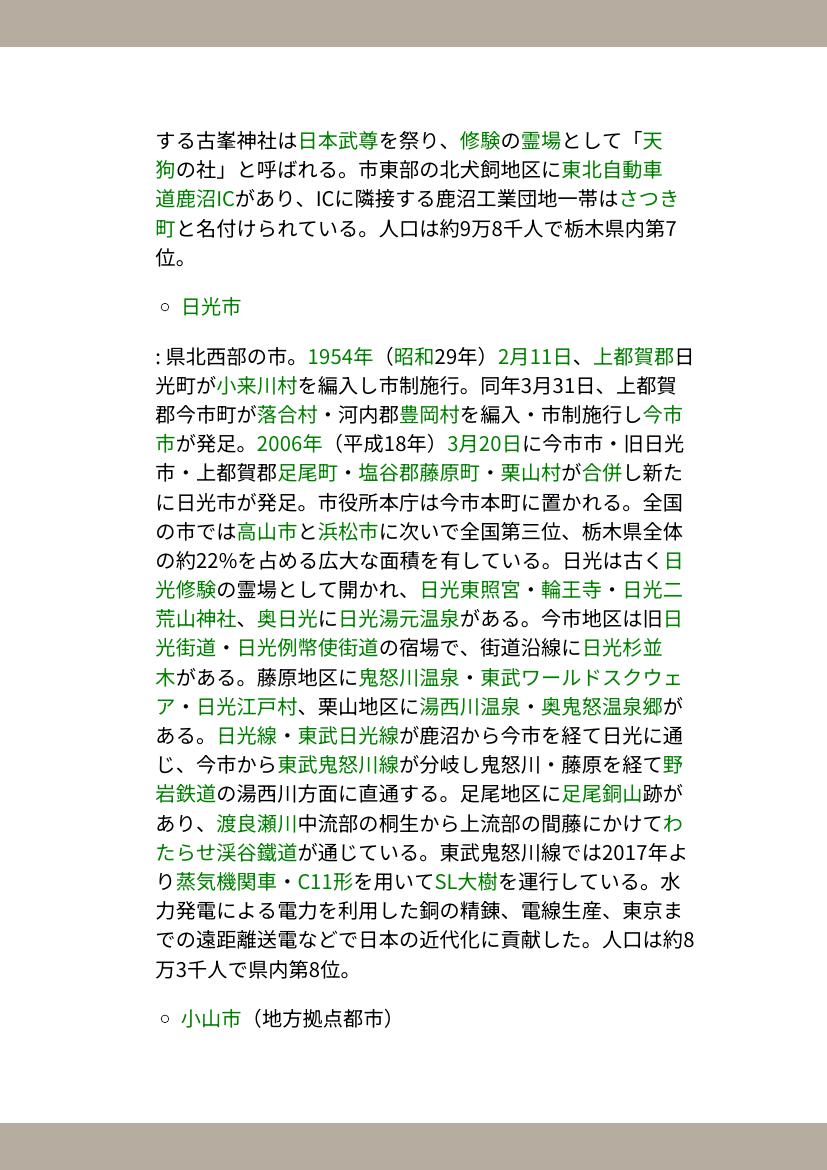 する古峯神社は日本武尊を祭り、修験の霊場として「天
狗の社」と呼ばれる。市東部の北犬飼地区に東北自動車
道鹿沼ICがあり、ICに隣接する鹿沼工業団地一帯はさつき
町と名付けられている。人口は約9万8千人で栃木県内第7
位。
○ 日光市
: 県北西部の市。1954年（昭和29年）2月11日、上都賀郡日
光町が小来川村を編入し市制施行。同年3月31日、上都賀
郡今市町が落合村・河内郡豊岡村を編入・市制施行し今市
市が発足。2006年（平成18年）3月20日に今市市・旧日光
市・上都賀郡足尾町・塩谷郡藤原町・栗山村が合併し新た
に日光市が発足。市役所本庁は今市本町に置かれる。全国
の市では高山市と浜松市に次いで全国第三位、栃木県全体
の約22%を占める広大な面積を有している。日光は古く日
光修験の霊場として開かれ、日光東照宮・輪王寺・日光二
荒山神社、奥日光に日光湯元温泉がある。今市地区は旧日
光街道・日光例幣使街道の宿場で、街道沿線に日光杉並
木がある。藤原地区に鬼怒川温泉・東武ワールドスクウェ
ア・日光江戸村、栗山地区に湯西川温泉・奥鬼怒温泉郷が
ある。日光線・東武日光線が鹿沼から今市を経て日光に通
じ、今市から東武鬼怒川線が分岐し鬼怒川・藤原を経て野
岩鉄道の湯西川方面に直通する。足尾地区に足尾銅山跡が
あり、渡良瀬川中流部の桐生から上流部の間藤にかけてわ
たらせ渓谷鐵道が通じている。東武鬼怒川線では2017年よ
り蒸気機関車・C11形を用いてSL大樹を運行している。水
力発電による電力を利用した銅の精錬、電線生産、東京ま
での遠距離送電などで日本の近代化に貢献した。人口は約8
万3千人で県内第8位。
○ 小山市（地方拠点都市）